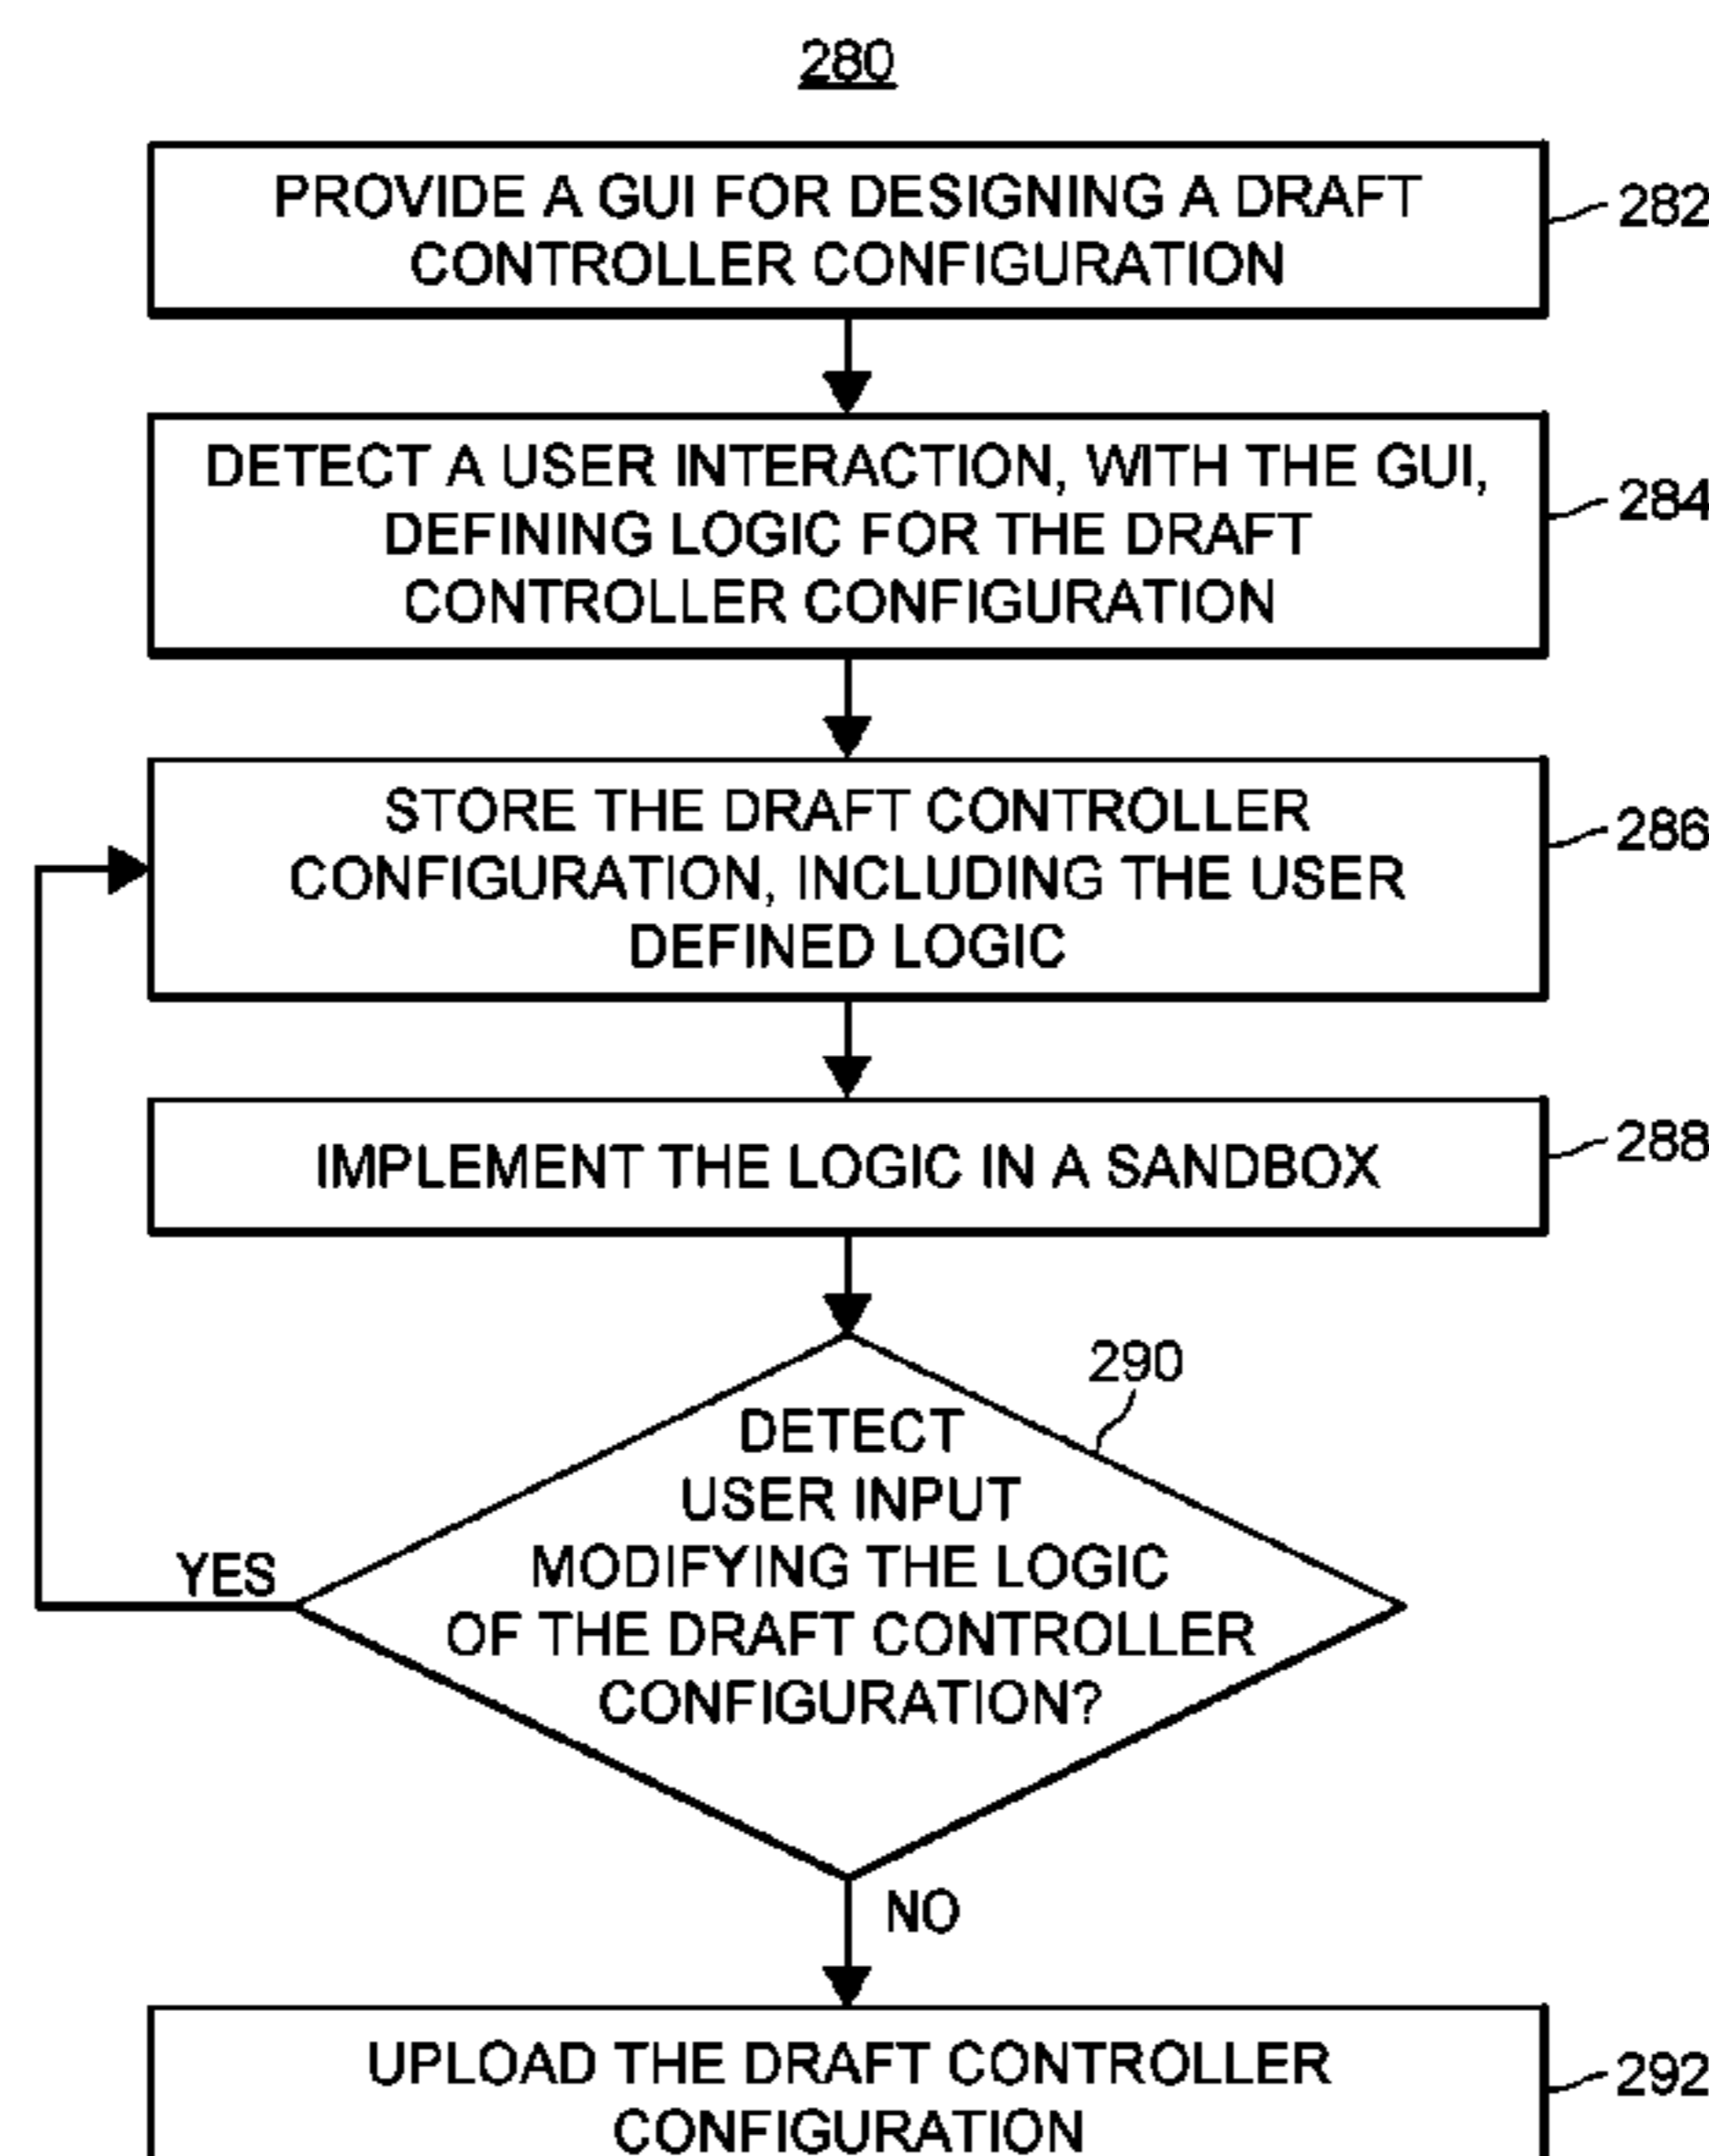 280
PROVIDE A GUI FOR DESIGNING A DRAFT
CONTROLLER CONFIGURATION
282
DETECT A USER INTERACTION, WITH THE GUI,
DEFINING LOGIC FOR THE DRAFT
CONTROLLER CONFIGURATION
284
STORE THE DRAFT CONTROLLER
CONFIGURATION, INCLUDING THE USER
DEFINED LOGIC
286
IMPLEMENT THE LOGIC IN A SANDBOX
288
290
DETECT
USER INPUT
MODIFYING THE LOGIC
OF THE DRAFT CONTROLLER
CONFIGURATION?
YES
NO
UPLOAD THE DRAFT CONTROLLER
CONFIGURATION
292